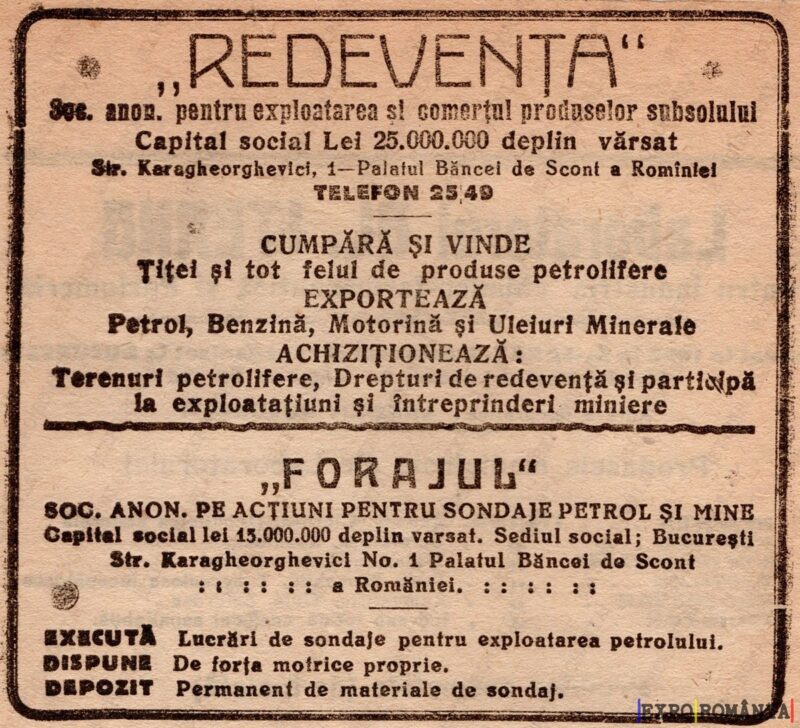 „REDEVENȚA“
Soc. anon. pentru exploatarea și comerțul produselor subsolului
Capital social Lei 25.000.000 deplin vărsat
Str. Karagheorghevici, 1—Palatul Băncei de Scont a Romîniei
TELEFON 25/49
CUMPĂRĂ ȘI VINDE
Țiței și tot felul de produse petrolifere
EXPORTEAZĂ
Petrol, Benzină, Motorină și Uleiuri Minerale
ACHIZIȚIONEAZĂ:
Terenuri petrolifere, Drepturi de redevență și participă
la exploatațiuni și întreprinderi miniere
„FORAJUL“
SOC. ANON. PE ACȚIUNI PENTRU SONDAJE PETROL ȘI MINE
Capital social lei 15.000.000 deplin varsat. Sediul social; București
Str. Karagheorghevici No. 1 Palatul Băncei de Scont
: : : : : : a României. : : : : : :
EXECUTĂ Lucrări de sondaje pentru exploatarea petrolului.
DISPUNE De forța motrice proprie.
DEPOZIT Permanent de materiale de sondaj.
EXPO ROMÂNIA